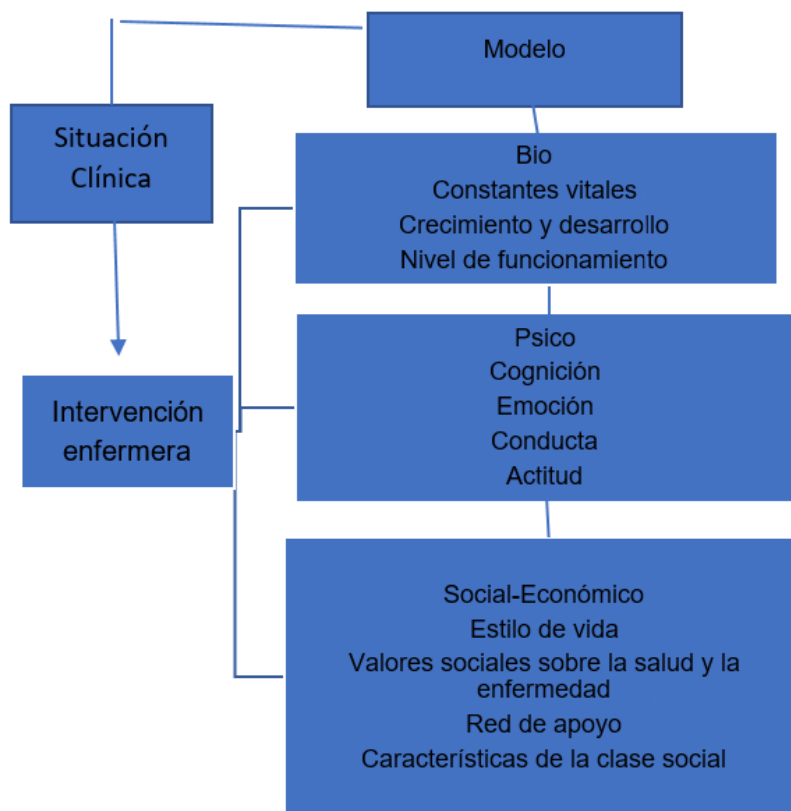 Modelo
Situación
Clínica
Bio
Constantes vitales
Crecimiento y desarrollo
Nivel de funcionamiento
Intervención
enfermera
Psico
Cognición
Emoción
Conducta
Actitud
Social-Económico
Estilo de vida
Valores sociales sobre la salud y la
enfermedad
Red de apoyo
Características de la clase social